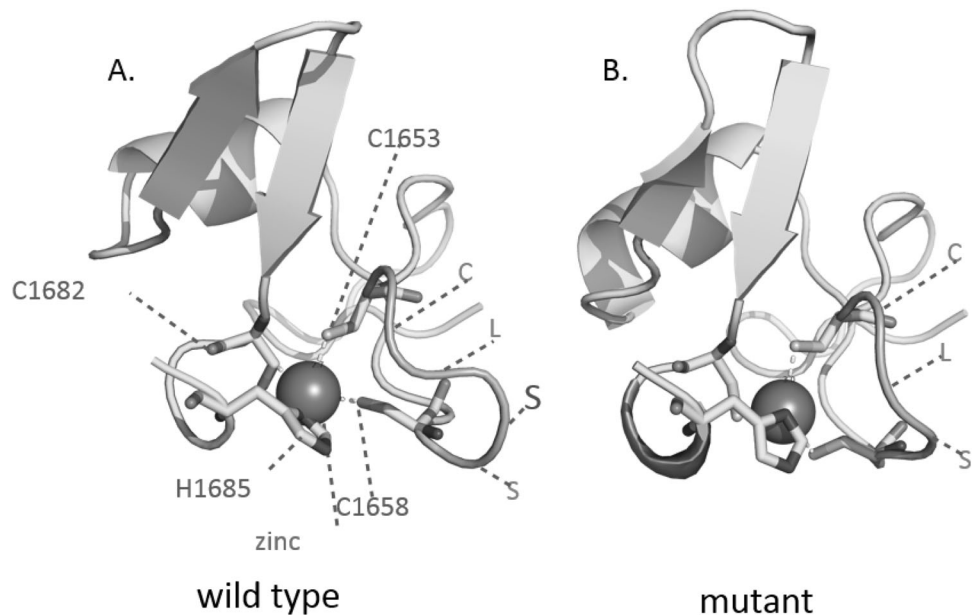 A.
B.
C1653
C1682
C
C
L
L
S
S
S
H1685
C1658
zinc
wild type
mutant